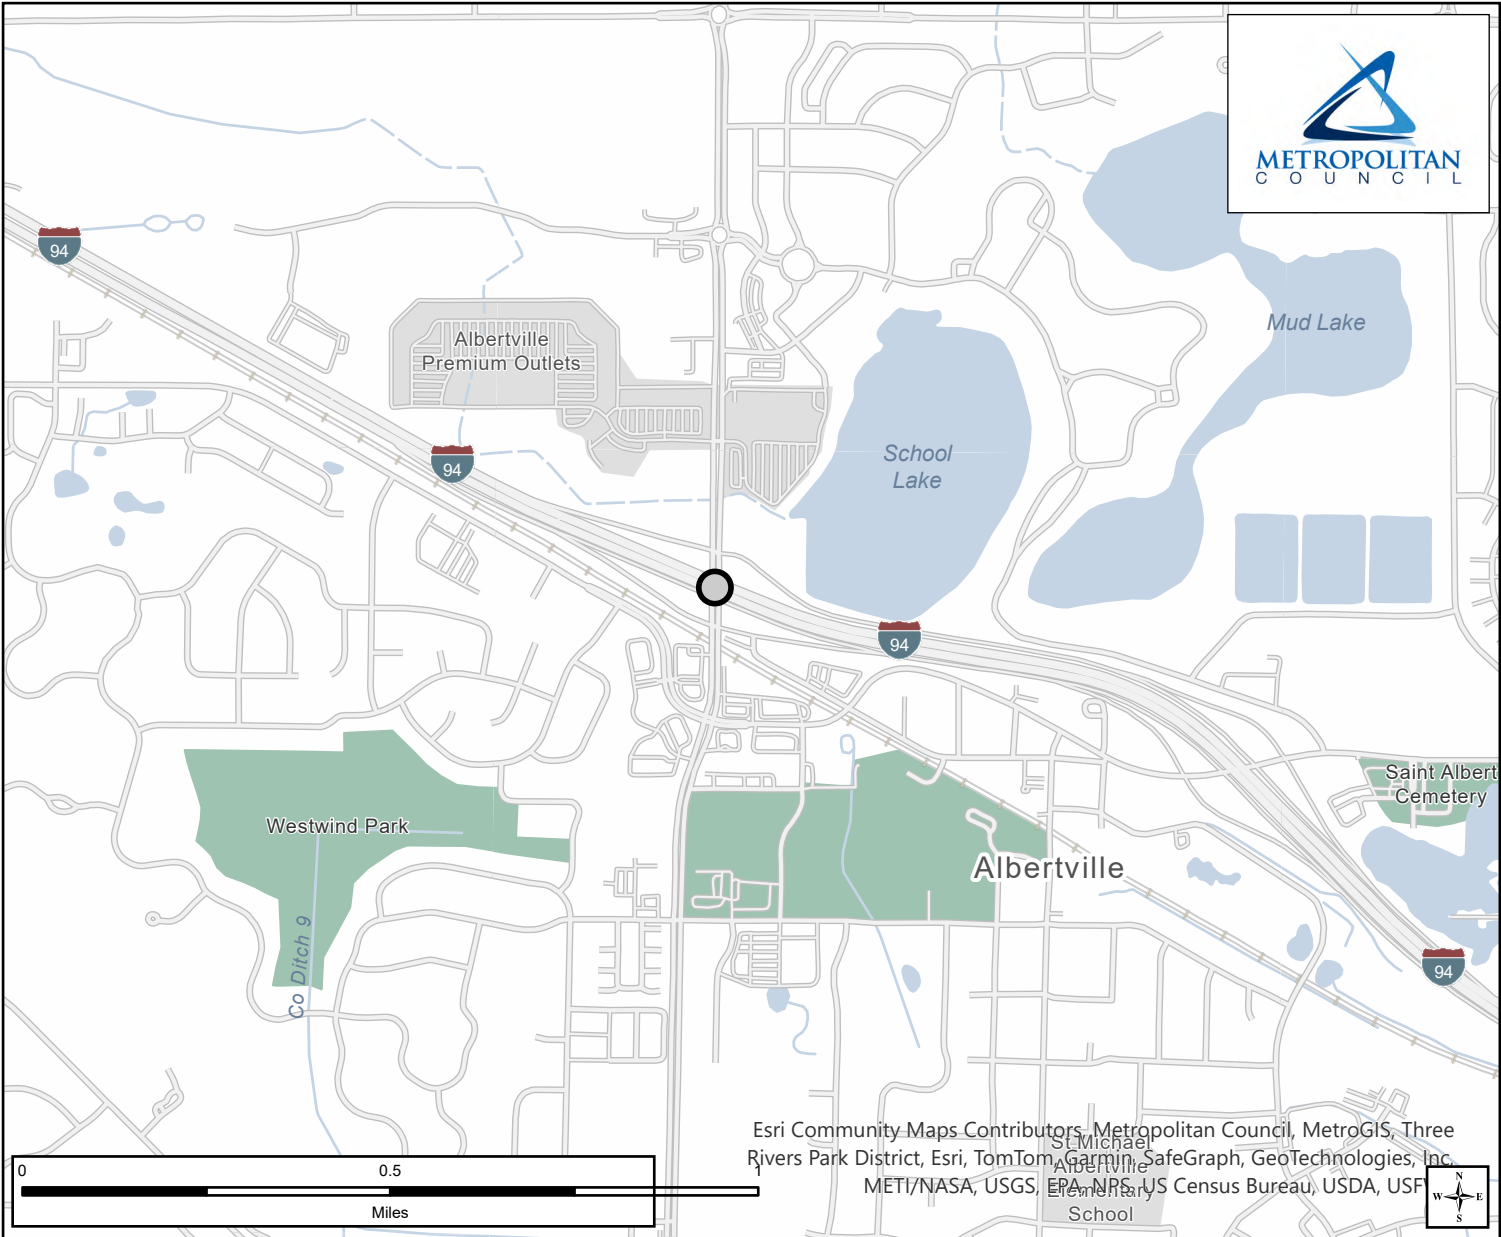 METROPOLITAN
COUNCIL
94
Albertville
Premium Outlets
Mud Lake
School
Lake
94
94
Saint Albert
Cemetery
Westwind Park
Albertville
Co Ditch 9
94
Esri Community Maps Contributors, Metropolitan Council, MetroGIS, Three
Rivers Park District, Esri, TomTom, Garmin, SafeGraph, GeoTechnologies, Inc,
METI/NASA, USGS, EPA, NPS, US Census Bureau, USDA, USF
St Michael
Albertville
Elementary
School
0 0.5 1
Miles
N
W E
S